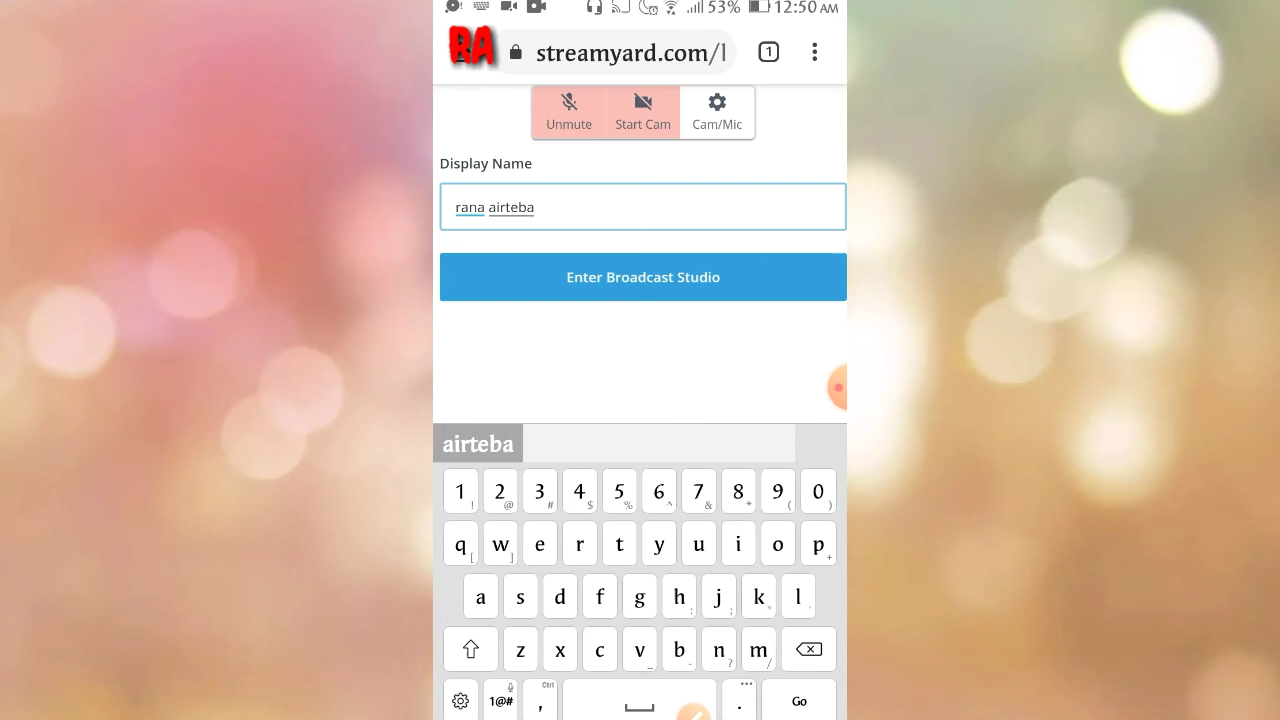 53% 12:50 AM
RA
streamyard.com/l
1
Unmute Start Cam Cam/Mic
Display Name
rana airteba
Enter Broadcast Studio
airteba
1 ! 2 @ 3 # 4 $ 5 % 6 ^ 7 & 8 * 9 ( 0 )
q [ w ] e r t y u i o p +
a s d f g h : j ; k " l '
z x c v _ b - n ? m /
1@# Ctrl , . ... Go